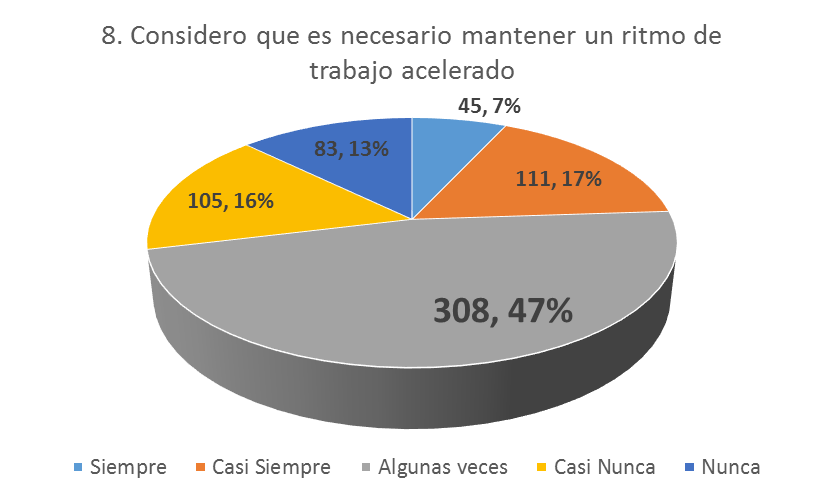 8. Considero que es necesario mantener un ritmo de
trabajo acelerado
45, 7%
83, 13%
111, 17%
105, 16%
308, 47%
Siempre Casi Siempre Algunas veces Casi Nunca Nunca